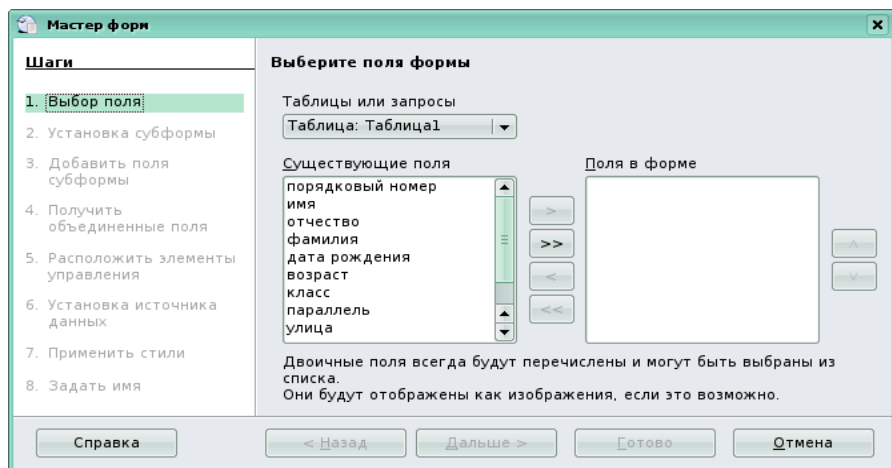 Мастер форм
Шаги
1. Выбор поля
2. Установка субформы
3. Добавить поля
субформы
4. Получить
объединенные поля
5. Расположить элементы
управления
6. Установка источника
данных
7. Применить стили
8. Задать имя
Выберите поля формы
Таблицы или запросы
Таблица: Таблица1
Существующие поля
порядковый номер
имя
отчество
фамилия
дата рождения
возраст
класс
параллель
улица
>
>>
<
<<
Поля в форме
Двоичные поля всегда будут перечислены и могут быть выбраны из
списка.
Они будут отображены как изображения, если это возможно.
Справка
< Назад
Дальше >
Готово
Отмена